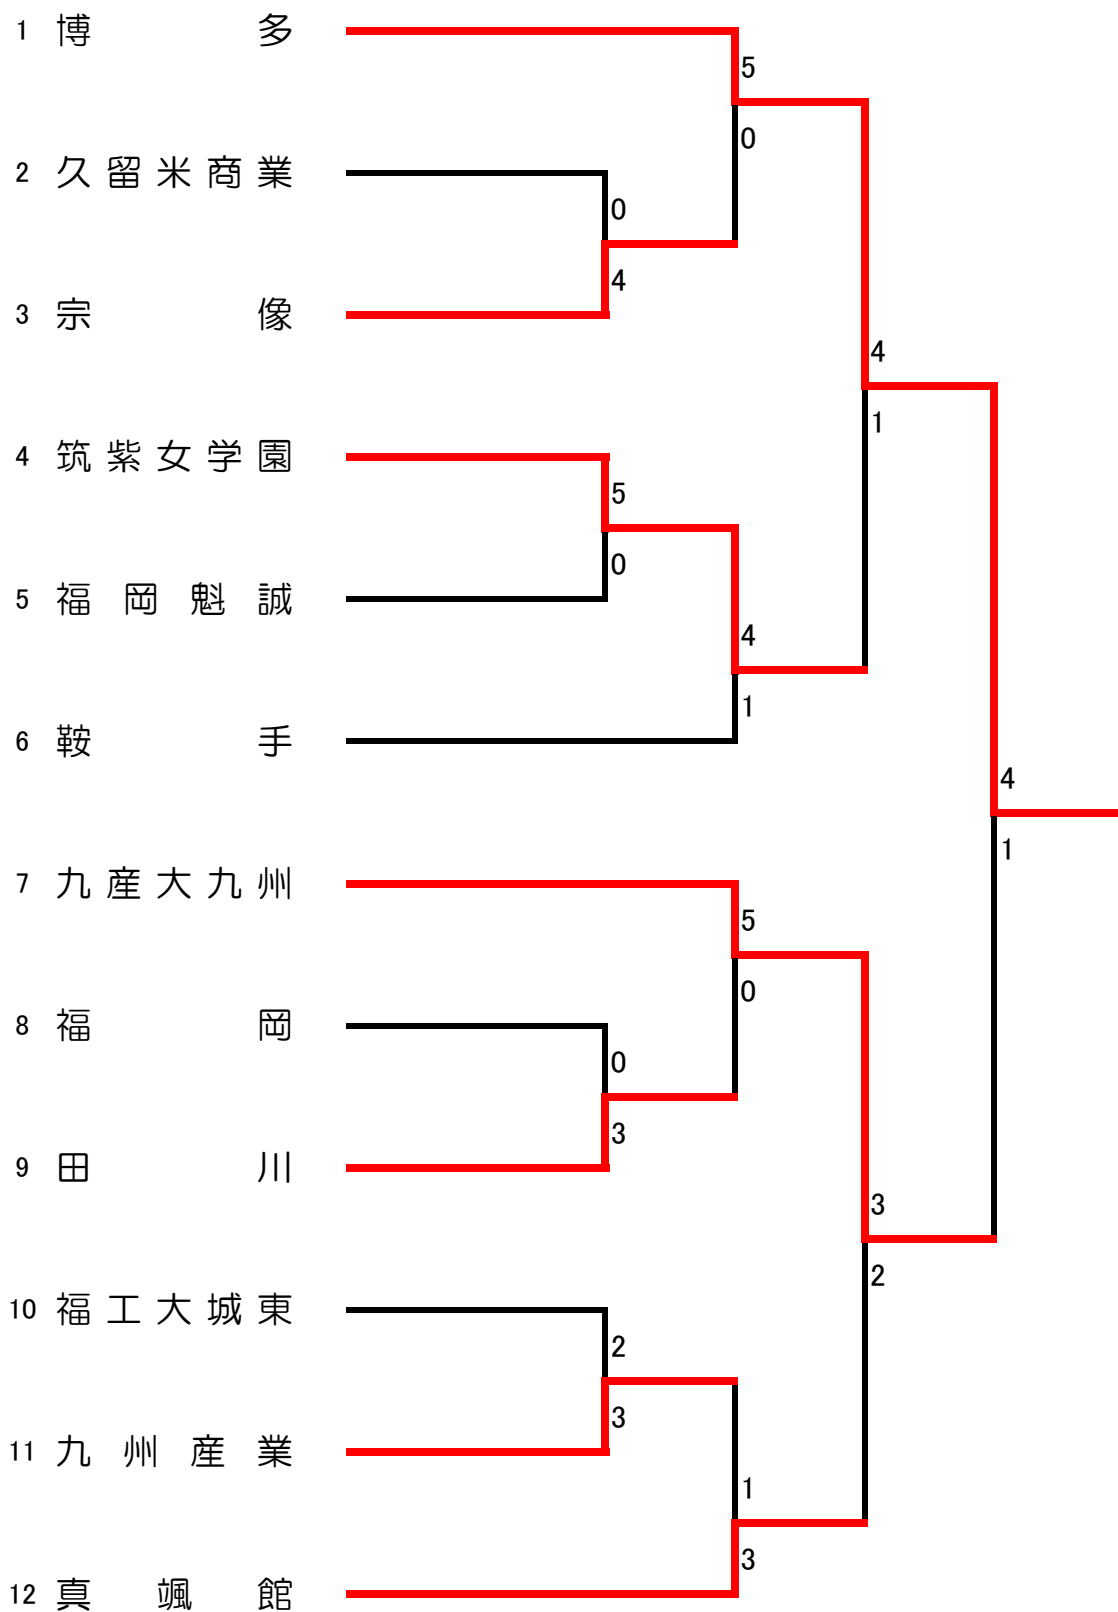 1 博多
5
0
2 久留米商業
0
4
3 宗像
4
1
4 筑紫女学園
5
0
5 福岡魁誠
4
1
6 鞍手
4
1
7 九産大九州
5
0
8 福岡
0
3
9 田川
3
2
10 福工大城東
2
3
11 九州産業
1
3
12 真颯館